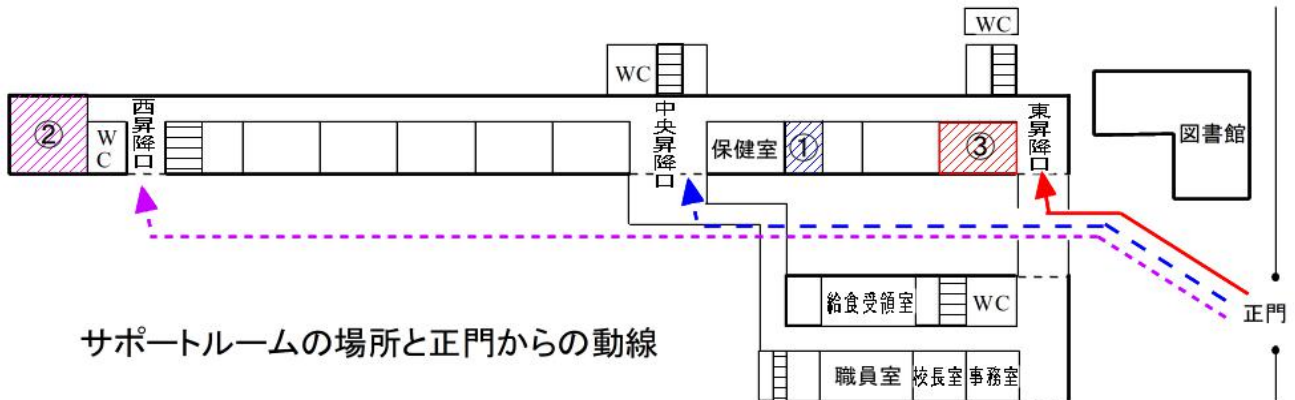 WC
WC
西昇降口
中央昇降口
東昇降口
②
WC
保健室
①
③
図書館
給食受領室
WC
正門
サポートルームの場所と正門からの動線
職員室
校長室
事務室